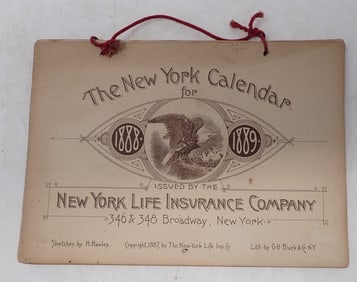 The New York Calendar
for
1888. 1889.
ISSUED BY THE
NEW YORK LIFE INSURANCE COMPANY
346 & 348 Broadway, New York.
Sketches by H. Hawley. Copyright, 1887, by The New York Life Ins. Co Lith. by G.H. Buek & Co. N.Y.